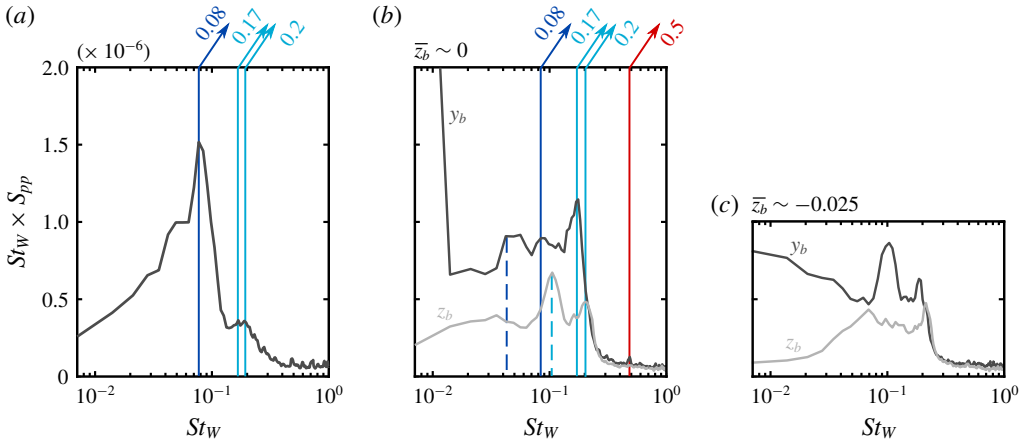 (a)
(× 10⁻⁶)
0.08
0.17
0.2
2.0
1.5
1.0
0.5
0
St_W × S_pp
10⁻²
10⁻¹
10⁰
St_W
(b)
z̅_b ~ 0
0.08
0.17
0.2
0.5
y_b
z_b
10⁻²
10⁻¹
10⁰
St_W
(c)
z̅_b ~ −0.025
y_b
z_b
10⁻²
10⁻¹
10⁰
St_W